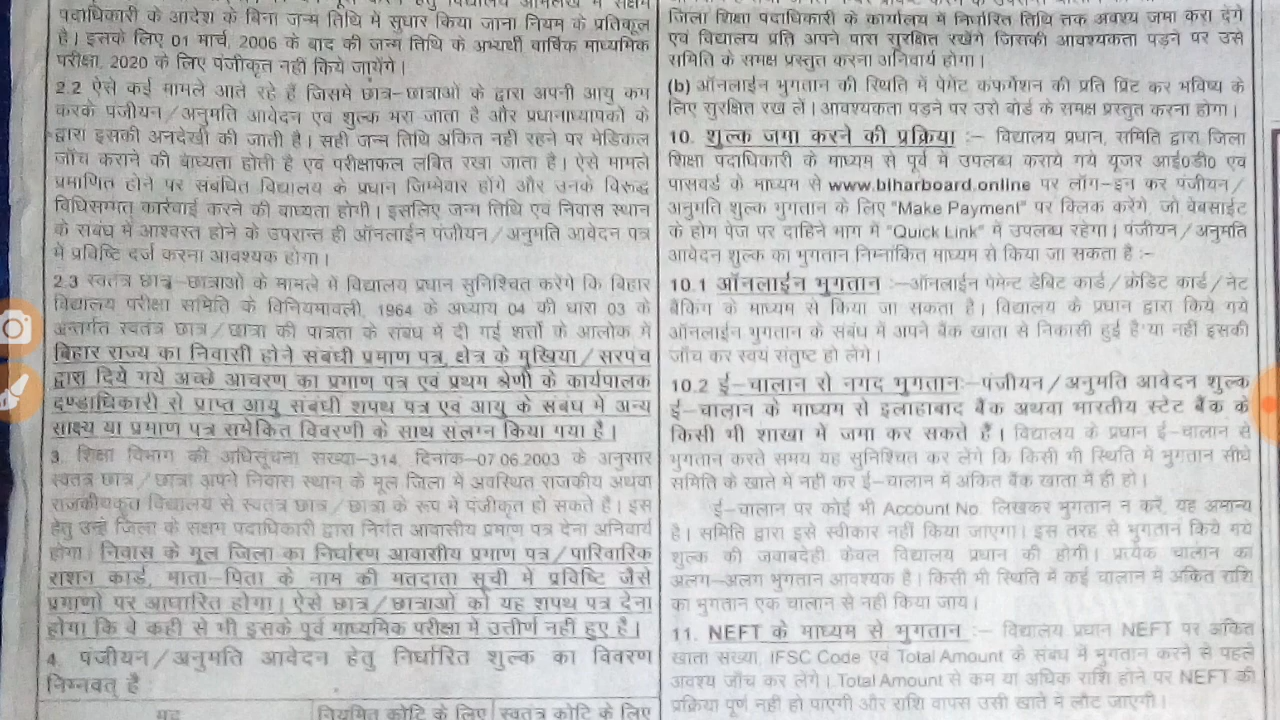 पदाधिकारी के आदेश के बिना जन्म तिथि में सुधार किया जाना नियम के प्रतिकूल
है। इसके लिए 01 मार्च, 2006 के बाद की जन्म तिथि के अभ्यर्थी वार्षिक माध्यमिक
परीक्षा, 2020 के लिए पंजीकृत नहीं किये जायेंगे।
2.2 ऐसे कई मामले आते रहे हैं जिसमें छात्र-छात्राओं के द्वारा अपनी आयु कम
करके पंजीयन/अनुमति आवेदन एवं शुल्क भरा जाता है और प्रधानाध्यापकों के
द्वारा इसकी अनदेखी की जाती है। सही जन्म तिथि अंकित नहीं रहने पर मेडिकल
जाँच कराने की बाध्यता होती है एवं परीक्षाफल लंबित रखा जाता है। ऐसे मामले
प्रमाणित होने पर संबंधित विद्यालय के प्रधान जिम्मेवार होंगे और उनके विरूद्ध
विधिसम्मत कार्रवाई करने की बाध्यता होगी। इसलिए जन्म तिथि एवं निवास स्थान
के संबंध में आश्वस्त होने के उपरान्त ही ऑनलाईन पंजीयन/अनुमति आवेदन पत्र
में प्रविष्टि दर्ज करना आवश्यक होगा।
2.3 स्वतंत्र छात्र-छात्राओं के मामले में विद्यालय प्रधान सुनिश्चित करेंगे कि बिहार
विद्यालय परीक्षा समिति के विनियमावली, 1964 के अध्याय 04 की धारा 03 के
अन्तर्गत स्वतंत्र छात्र/छात्रा की पात्रता के संबंध में दी गई शर्तों के आलोक में
बिहार राज्य का निवासी होने संबंधी प्रमाण पत्र, क्षेत्र के मुखिया/सरपंच
द्वारा दिये गये अच्छे आचरण का प्रमाण पत्र एवं प्रथम श्रेणी के कार्यपालक
दण्डाधिकारी से प्राप्त आयु संबंधी शपथ पत्र एवं आयु के संबंध में अन्य
साक्ष्य या प्रमाण पत्र समेकित विवरणी के साथ संलग्न किया गया है।
3. शिक्षा विभाग की अधिसूचना संख्या-314, दिनांक-07.06.2003 के अनुसार
स्वतंत्र छात्र/छात्रा अपने निवास स्थान के मूल जिला में अवस्थित राजकीय अथवा
राजकीयकृत विद्यालय से स्वतंत्र छात्र/छात्रा के रूप में पंजीकृत हो सकते है। इस
हेतु उन्हें जिला के सक्षम पदाधिकारी द्वारा निर्गत आवासीय प्रमाण पत्र देना अनिवार्य
होगा। निवास के मूल जिला का निर्धारण आवासीय प्रमाण पत्र/पारिवारिक
राशन कार्ड, माता-पिता के नाम की मतदाता सूची में प्रविष्टि जैसे
प्रमाणों पर आधारित होगा। ऐसे छात्र/छात्राओं को यह शपथ पत्र देना
होगा कि वे कहीं से भी इसके पूर्व माध्यमिक परीक्षा में उत्तीर्ण नहीं हुए है।
4. पंजीयन/अनुमति आवेदन हेतु निर्धारित शुल्क का विवरण
निम्नवत् है
मद नियमित कोटि के लिए स्वतंत्र कोटि के लिए
जिला शिक्षा पदाधिकारी के कार्यालय में निर्धारित तिथि तक अवश्य जमा करा देंगे
एवं विद्यालय प्रति अपने पास सुरक्षित रखेंगे जिसकी आवश्यकता पड़ने पर उसे
समिति के समक्ष प्रस्तुत करना अनिवार्य होगा।
(b) ऑनलाईन भुगतान की स्थिति में पेमेंट कंफर्मेशन की प्रति प्रिंट कर भविष्य के
लिए सुरक्षित रख लें। आवश्यकता पड़ने पर उसे बोर्ड के समक्ष प्रस्तुत करना होगा।
10. शुल्क जमा करने की प्रक्रिया :- विद्यालय प्रधान, समिति द्वारा जिला
शिक्षा पदाधिकारी के माध्यम से पूर्व में उपलब्ध कराये गये यूजर आई०डी० एवं
पासवर्ड के माध्यम से www.biharboard.online पर लॉग-इन कर पंजीयन/
अनुमति शुल्क भुगतान के लिए "Make Payment" पर क्लिक करेंगे, जो वेबसाईट
के होम पेज पर दाहिने भाग में "Quick Link" में उपलब्ध रहेगा। पंजीयन/अनुमति
आवेदन शुल्क का भुगतान निम्नांकित माध्यम से किया जा सकता है :-
10.1 ऑनलाईन भुगतान :-ऑनलाईन पेमेन्ट डेबिट कार्ड/क्रेडिट कार्ड/नेट
बैंकिंग के माध्यम से किया जा सकता है। विद्यालय के प्रधान द्वारा किये गये
ऑनलाईन भुगतान के संबंध में अपने बैंक खाता से निकासी हुई है या नहीं इसकी
जाँच कर स्वयं संतुष्ट हो लेंगे।
10.2 ई-चालान से नगद भुगतान:-पंजीयन/अनुमति आवेदन शुल्क
ई-चालान के माध्यम से इलाहाबाद बैंक अथवा भारतीय स्टेट बैंक के
किसी भी शाखा में जमा कर सकते हैं। विद्यालय के प्रधान ई-चालान से
भुगतान करते समय यह सुनिश्चित कर लेंगे कि किसी भी स्थिति में भुगतान सीधे
समिति के खाते में नहीं कर ई-चालान में अंकित बैंक खाता में ही हो।
ई-चालान पर कोई भी Account No. लिखकर भुगतान न करें, यह अमान्य
है। समिति द्वारा इसे स्वीकार नहीं किया जाएगा। इस तरह से भुगतान किये गये
शुल्क की जवाबदेही केवल विद्यालय प्रधान की होगी। प्रत्येक चालान का
अलग-अलग भुगतान आवश्यक है। किसी भी स्थिति में कई चालान में अंकित राशि
का भुगतान एक चालान से नहीं किया जाय।
11. NEFT के माध्यम से भुगतान :- विद्यालय प्रधान NEFT पर अंकित
खाता संख्या, IFSC Code एवं Total Amount के संबंध में भुगतान करने से पहले
अवश्य जाँच कर लेंगे। Total Amount से कम या अधिक राशि होने पर NEFT की
प्रक्रिया पूर्ण नहीं हो पाएगी और राशि वापस उसी खाते में लौट जाएगी।